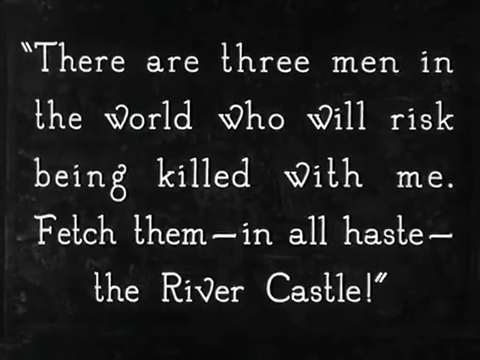 "There are three men in
the world who will risk
being killed with me.
Fetch them—in all haste—
the River Castle!"